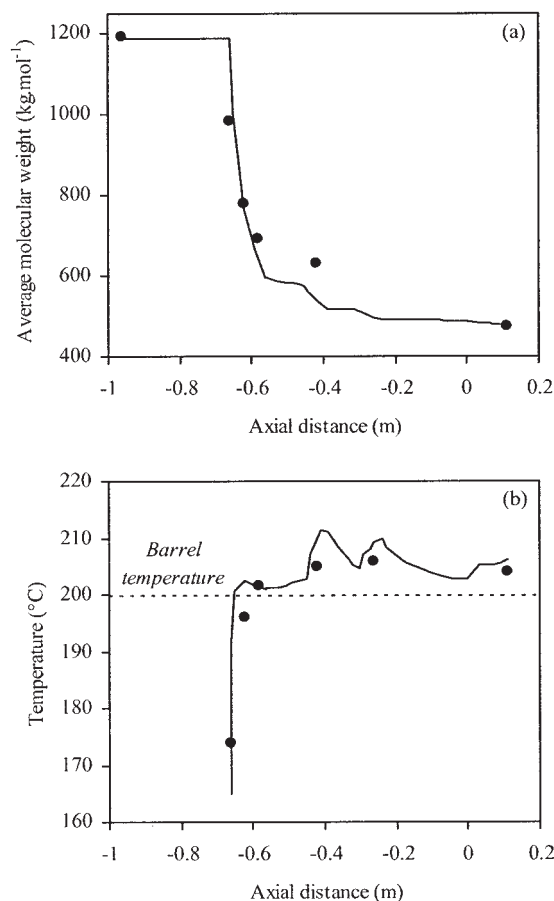 (a)
Average molecular weight (kg.mol⁻¹)
1200
1000
800
600
400
-1 -0.8 -0.6 -0.4 -0.2 0 0.2
Axial distance (m)
(b)
Temperature (°C)
220
210
200
190
180
170
160
Barrel
temperature
-1 -0.8 -0.6 -0.4 -0.2 0 0.2
Axial distance (m)